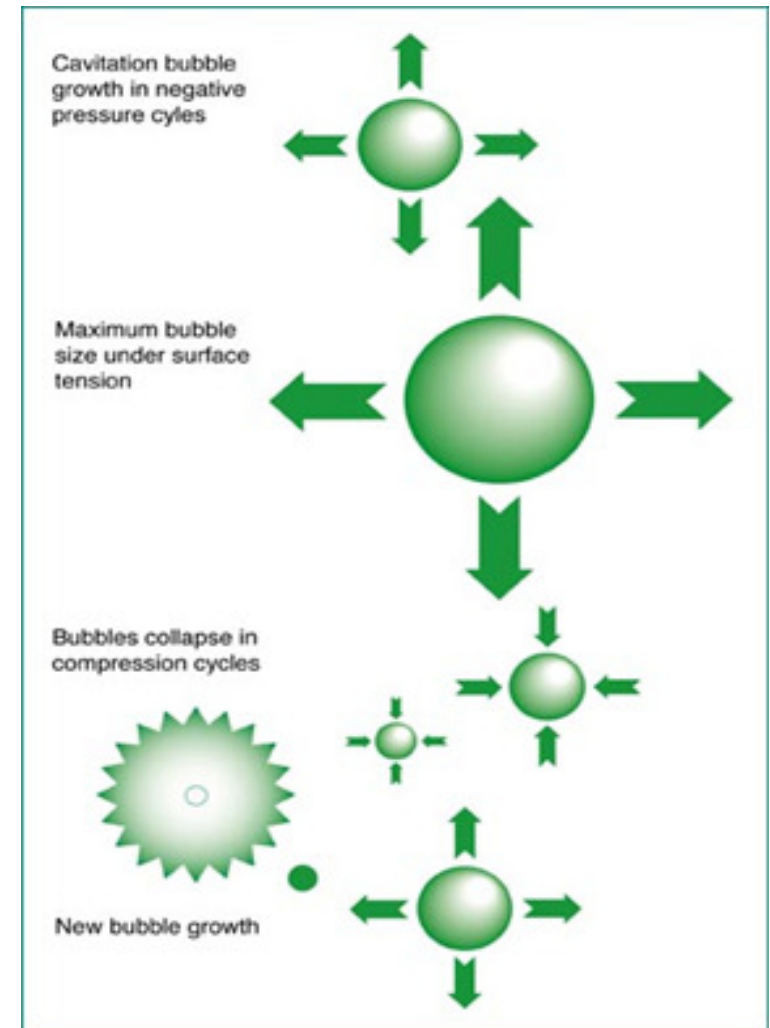 Cavitation bubble
growth in negative
pressure cyles
Maximum bubble
size under surface
tension
Bubbles collapse in
compression cycles
New bubble growth